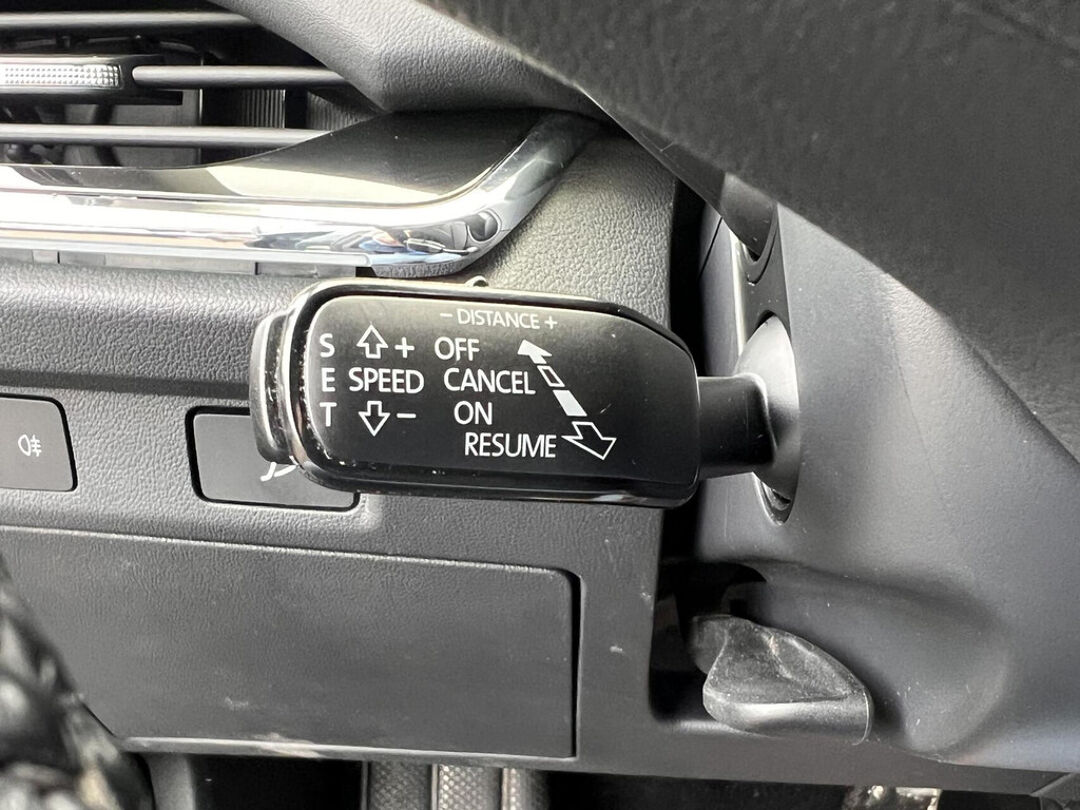 − DISTANCE +
S + OFF
E SPEED CANCEL
T − ON
RESUME